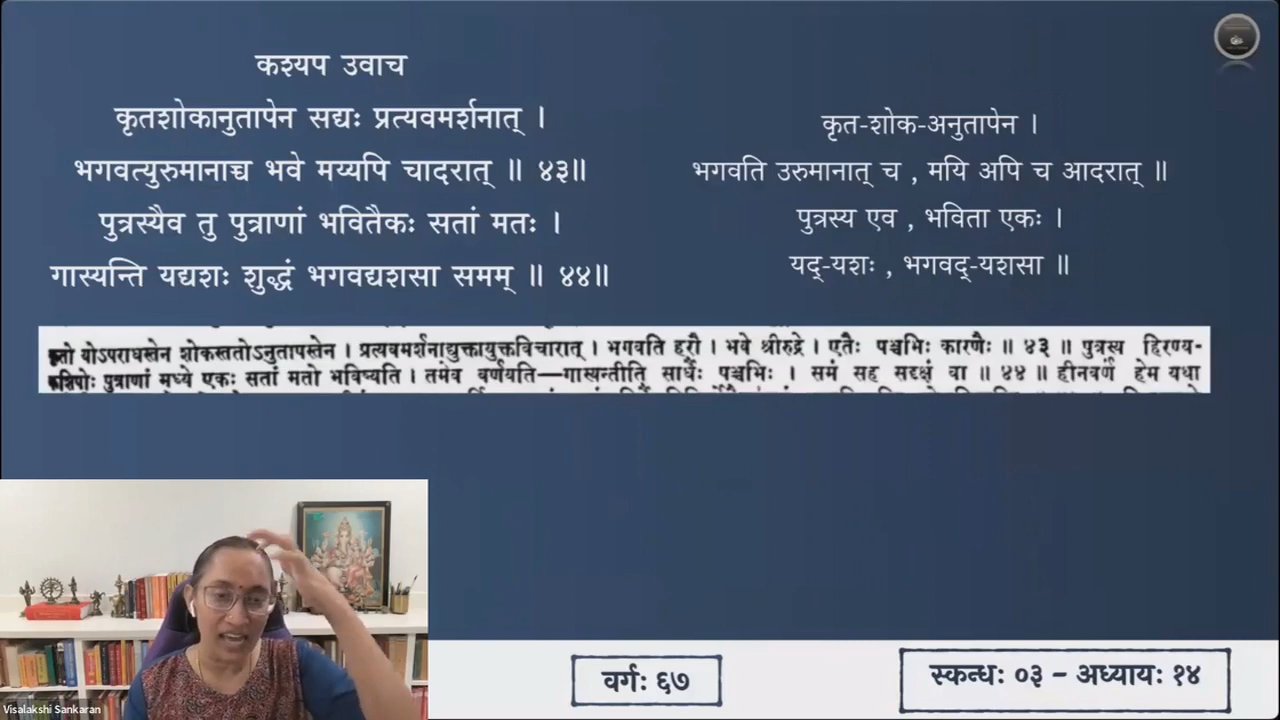 कश्यप उवाच
कृतशोकानुतापेन सद्यः प्रत्यवमर्शनात् ।
भगवत्युरुमानाच्च भवे मय्यपि चादरात् ॥ ४३॥
पुत्रस्यैव तु पुत्राणां भवितैकः सतां मतः ।
गास्यन्ति यद्यशः शुद्धं भगवद्यशसा समम् ॥ ४४॥
कृत-शोक-अनुतापेन ।
भगवति उरुमानात् च , मयि अपि च आदरात् ॥
पुत्रस्य एव , भविता एकः ।
यद्-यशः , भगवद्-यशसा ॥
कृतो योऽपराधस्तेन शोकस्ततोऽनुतापस्तेन । प्रत्यवमर्शनाद्युक्तायुक्तविचारात् । भगवति हरौ । भवे श्रीरुद्रे । एतैः पञ्चभिः कारणैः ॥ ४३ ॥ पुत्रस्य हिरण्य-
कशिपोः पुत्राणां मध्ये एकः सतां मतो भविष्यति । तमेव वर्णयति—गास्यन्तीति सार्धैः पञ्चभिः । समं सह सदृक्षं वा ॥ ४४ ॥ हीनवर्णं हेम यथा
Visalakshi Sankaran
वर्गः ६७
स्कन्धः ०३ – अध्यायः १४